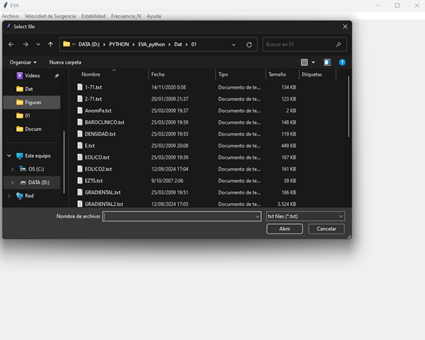 EVA
Archivo Velocidad de Surgencia Estabilidad Frecuencia_N Ayuda
Select file
DATA (D:) > PYTHON > EVA_python > Dat > 01
Buscar en 01
Organizar Nueva carpeta
Nombre Fecha Tipo Tamaño Etiquetas
Videos
Dat
Figuras
01
Docum
Este equipo
OS (C:)
DATA (D:)
Red
1-71.txt 14/11/2020 0:58 Documento de te... 134 KB
2-71.txt 20/01/2009 21:37 Documento de te... 123 KB
AnomPa.txt 25/03/2009 19:37 Documento de te... 2 KB
BAROCLINICO.txt 25/03/2009 19:59 Documento de te... 148 KB
DENSIDAD.txt 25/03/2009 19:55 Documento de te... 119 KB
E.txt 25/03/2009 20:08 Documento de te... 449 KB
EOLICO.txt 25/03/2009 19:39 Documento de te... 167 KB
EOLICO2.txt 12/09/2024 17:04 Documento de te... 161 KB
EZTS.txt 9/10/2007 2:06 Documento de te... 39 KB
GRADIENTAL.txt 25/03/2009 19:51 Documento de te... 166 KB
GRADIENTAL2.txt 12/09/2024 17:05 Documento de te... 3.524 KB
Nombre de archivo:
txt files (*.txt)
Abrir Cancelar